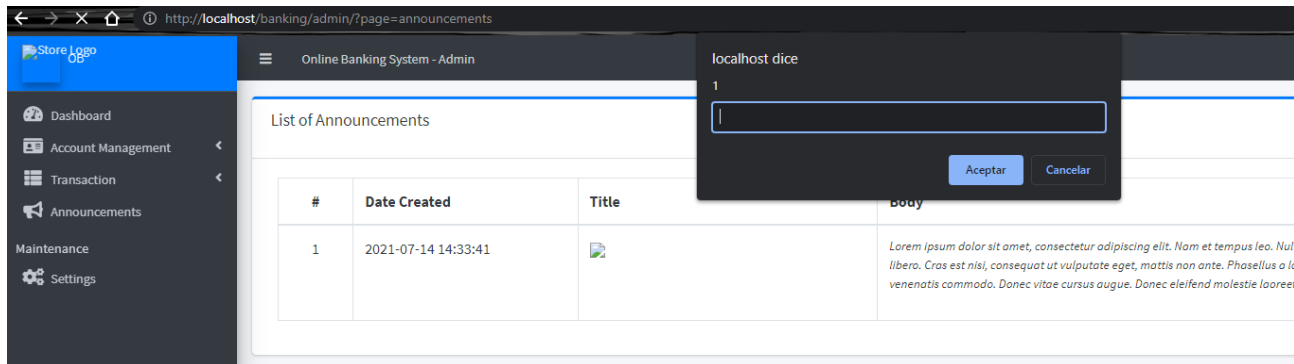 http://localhost/banking/admin/?page=announcements
Store Logo
OB
Online Banking System - Admin
localhost dice
1
Aceptar
Cancelar
Dashboard
Account Management
Transaction
Announcements
Maintenance
Settings
List of Announcements
# Date Created Title Body
1 2021-07-14 14:33:41
Lorem ipsum dolor sit amet, consectetur adipiscing elit. Nam et tempus leo. Nul
libero. Cras est nisi, consequat ut vulputate eget, mattis non ante. Phasellus a
venenatis commodo. Donec vitae cursus augue. Donec eleifend molestie laoreet